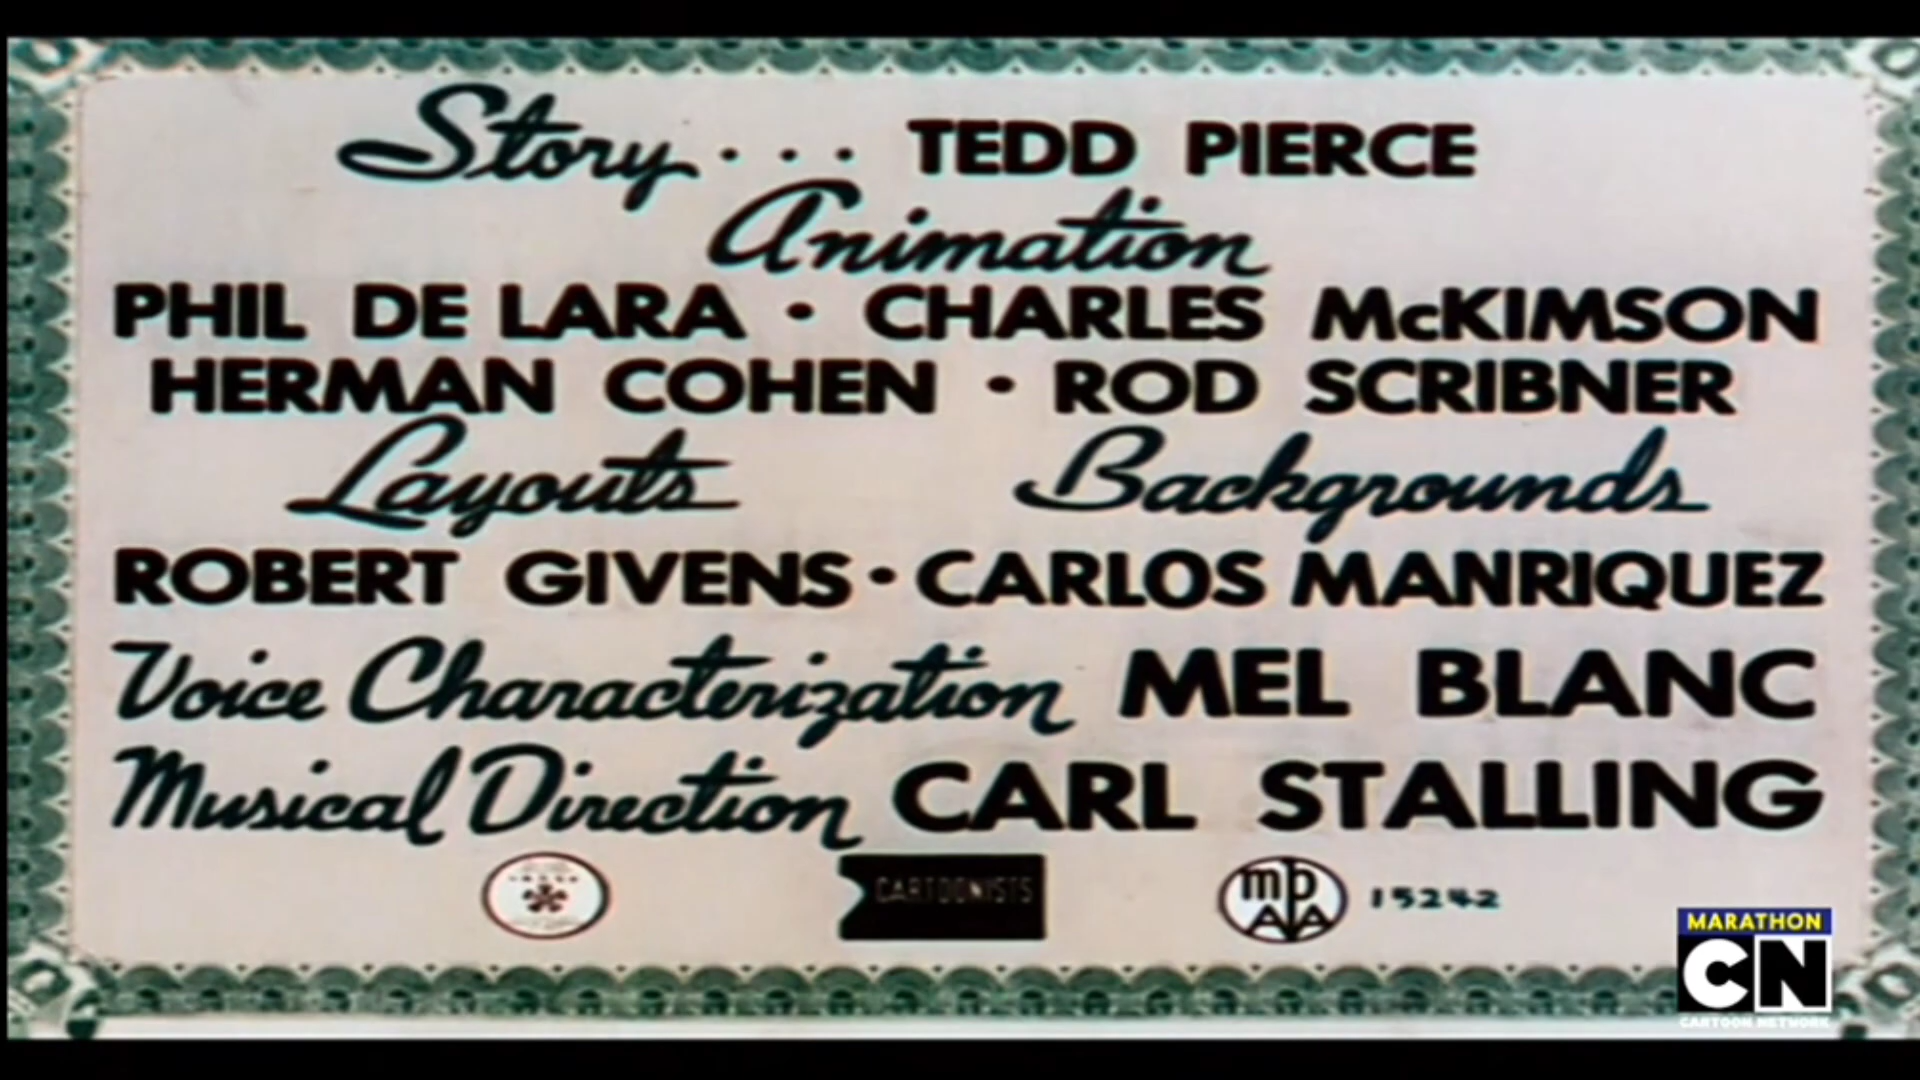 Story... TEDD PIERCE
Animation
PHIL DE LARA • CHARLES McKIMSON
HERMAN COHEN • ROD SCRIBNER
Layouts Backgrounds
ROBERT GIVENS • CARLOS MANRIQUEZ
Voice Characterization MEL BLANC
Musical Direction CARL STALLING
CARTOONISTS
mpAA 15242
MARATHON
CN
CARTOON NETWORK